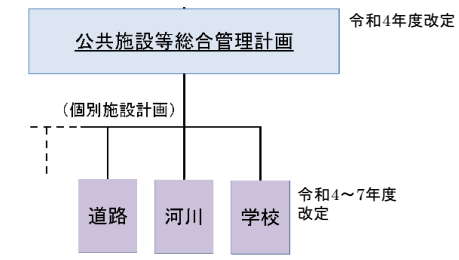 令和4年度改定
公共施設等総合管理計画
（個別施設計画）
道路
河川
学校
令和4～7年度
改定